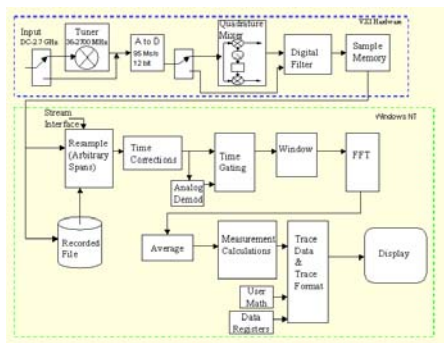 VXI Hardware
Input
DC-2.7 GHz
Tuner
36-2700 MHz
A to D
95 Ms/s
12 bit
Quadrature
Mixer
Digital
Filter
Sample
Memory
Windows NT
Stream
Interface
Resample
(Arbitrary
Spans)
Time
Corrections
Analog
Demod
Time
Gating
Window
FFT
Recorded
File
Average
Measurement
Calculations
User
Math
Data
Registers
Trace
Data
&
Trace
Format
Display